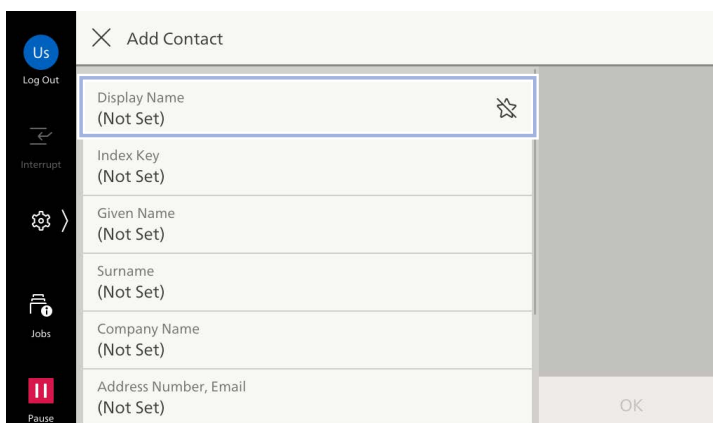 Us
Log Out
Interrupt
Jobs
Pause
Add Contact
Display Name
(Not Set)
Index Key
(Not Set)
Given Name
(Not Set)
Surname
(Not Set)
Company Name
(Not Set)
Address Number, Email
(Not Set)
OK